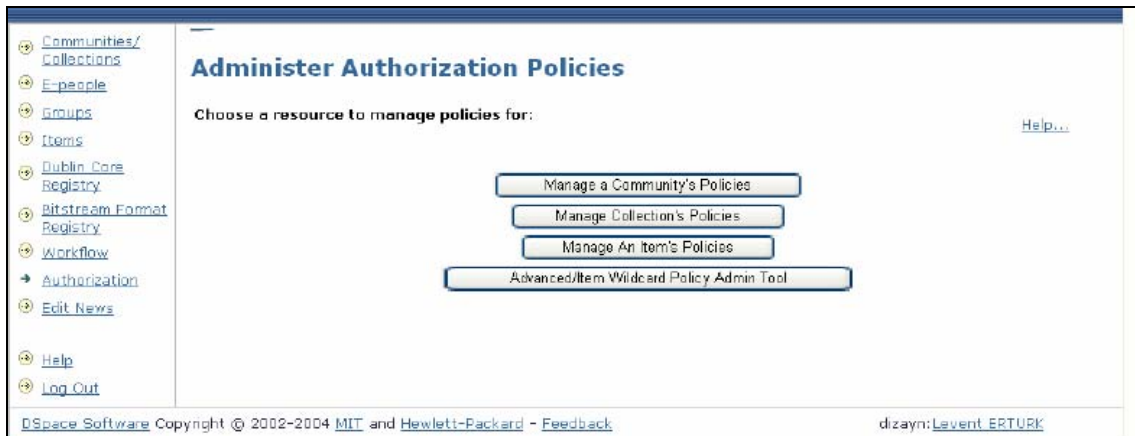 Communities/
Collections
E-people
Groups
Items
Dublin Core
Registry
Bitstream Format
Registry
Workflow
Authorization
Edit News
Help
Log Out
Administer Authorization Policies
Choose a resource to manage policies for:
Help...
Manage a Community's Policies
Manage Collection's Policies
Manage An Item's Policies
Advanced/Item Wildcard Policy Admin Tool
DSpace Software Copyright © 2002-2004 MIT and Hewlett-Packard - Feedback
dizayn: Levent ERTURK